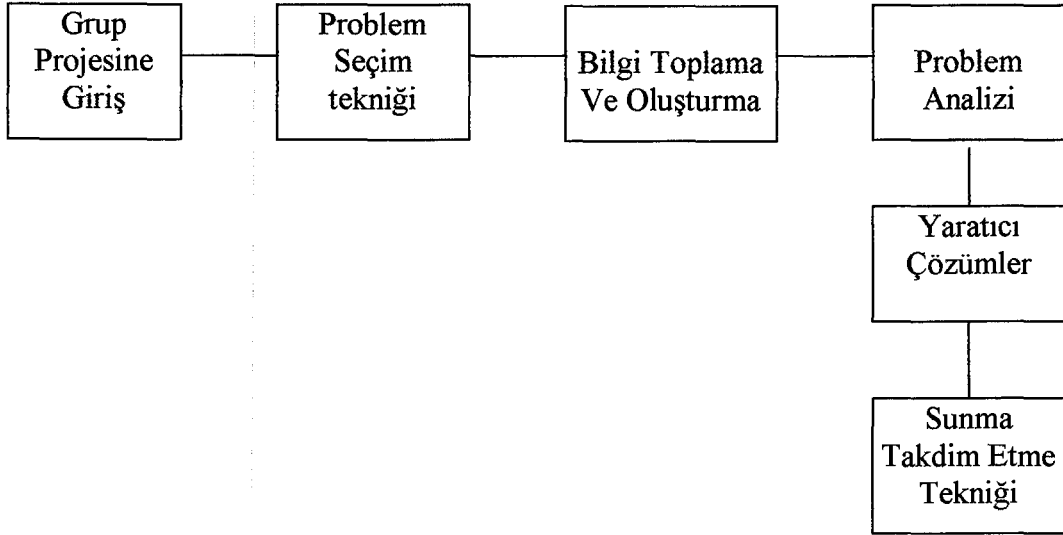 Grup
Projesine
Giriş
Problem
Seçim
tekniği
Bilgi Toplama
Ve Oluşturma
Problem
Analizi
Yaratıcı
Çözümler
Sunma
Takdim Etme
Tekniği